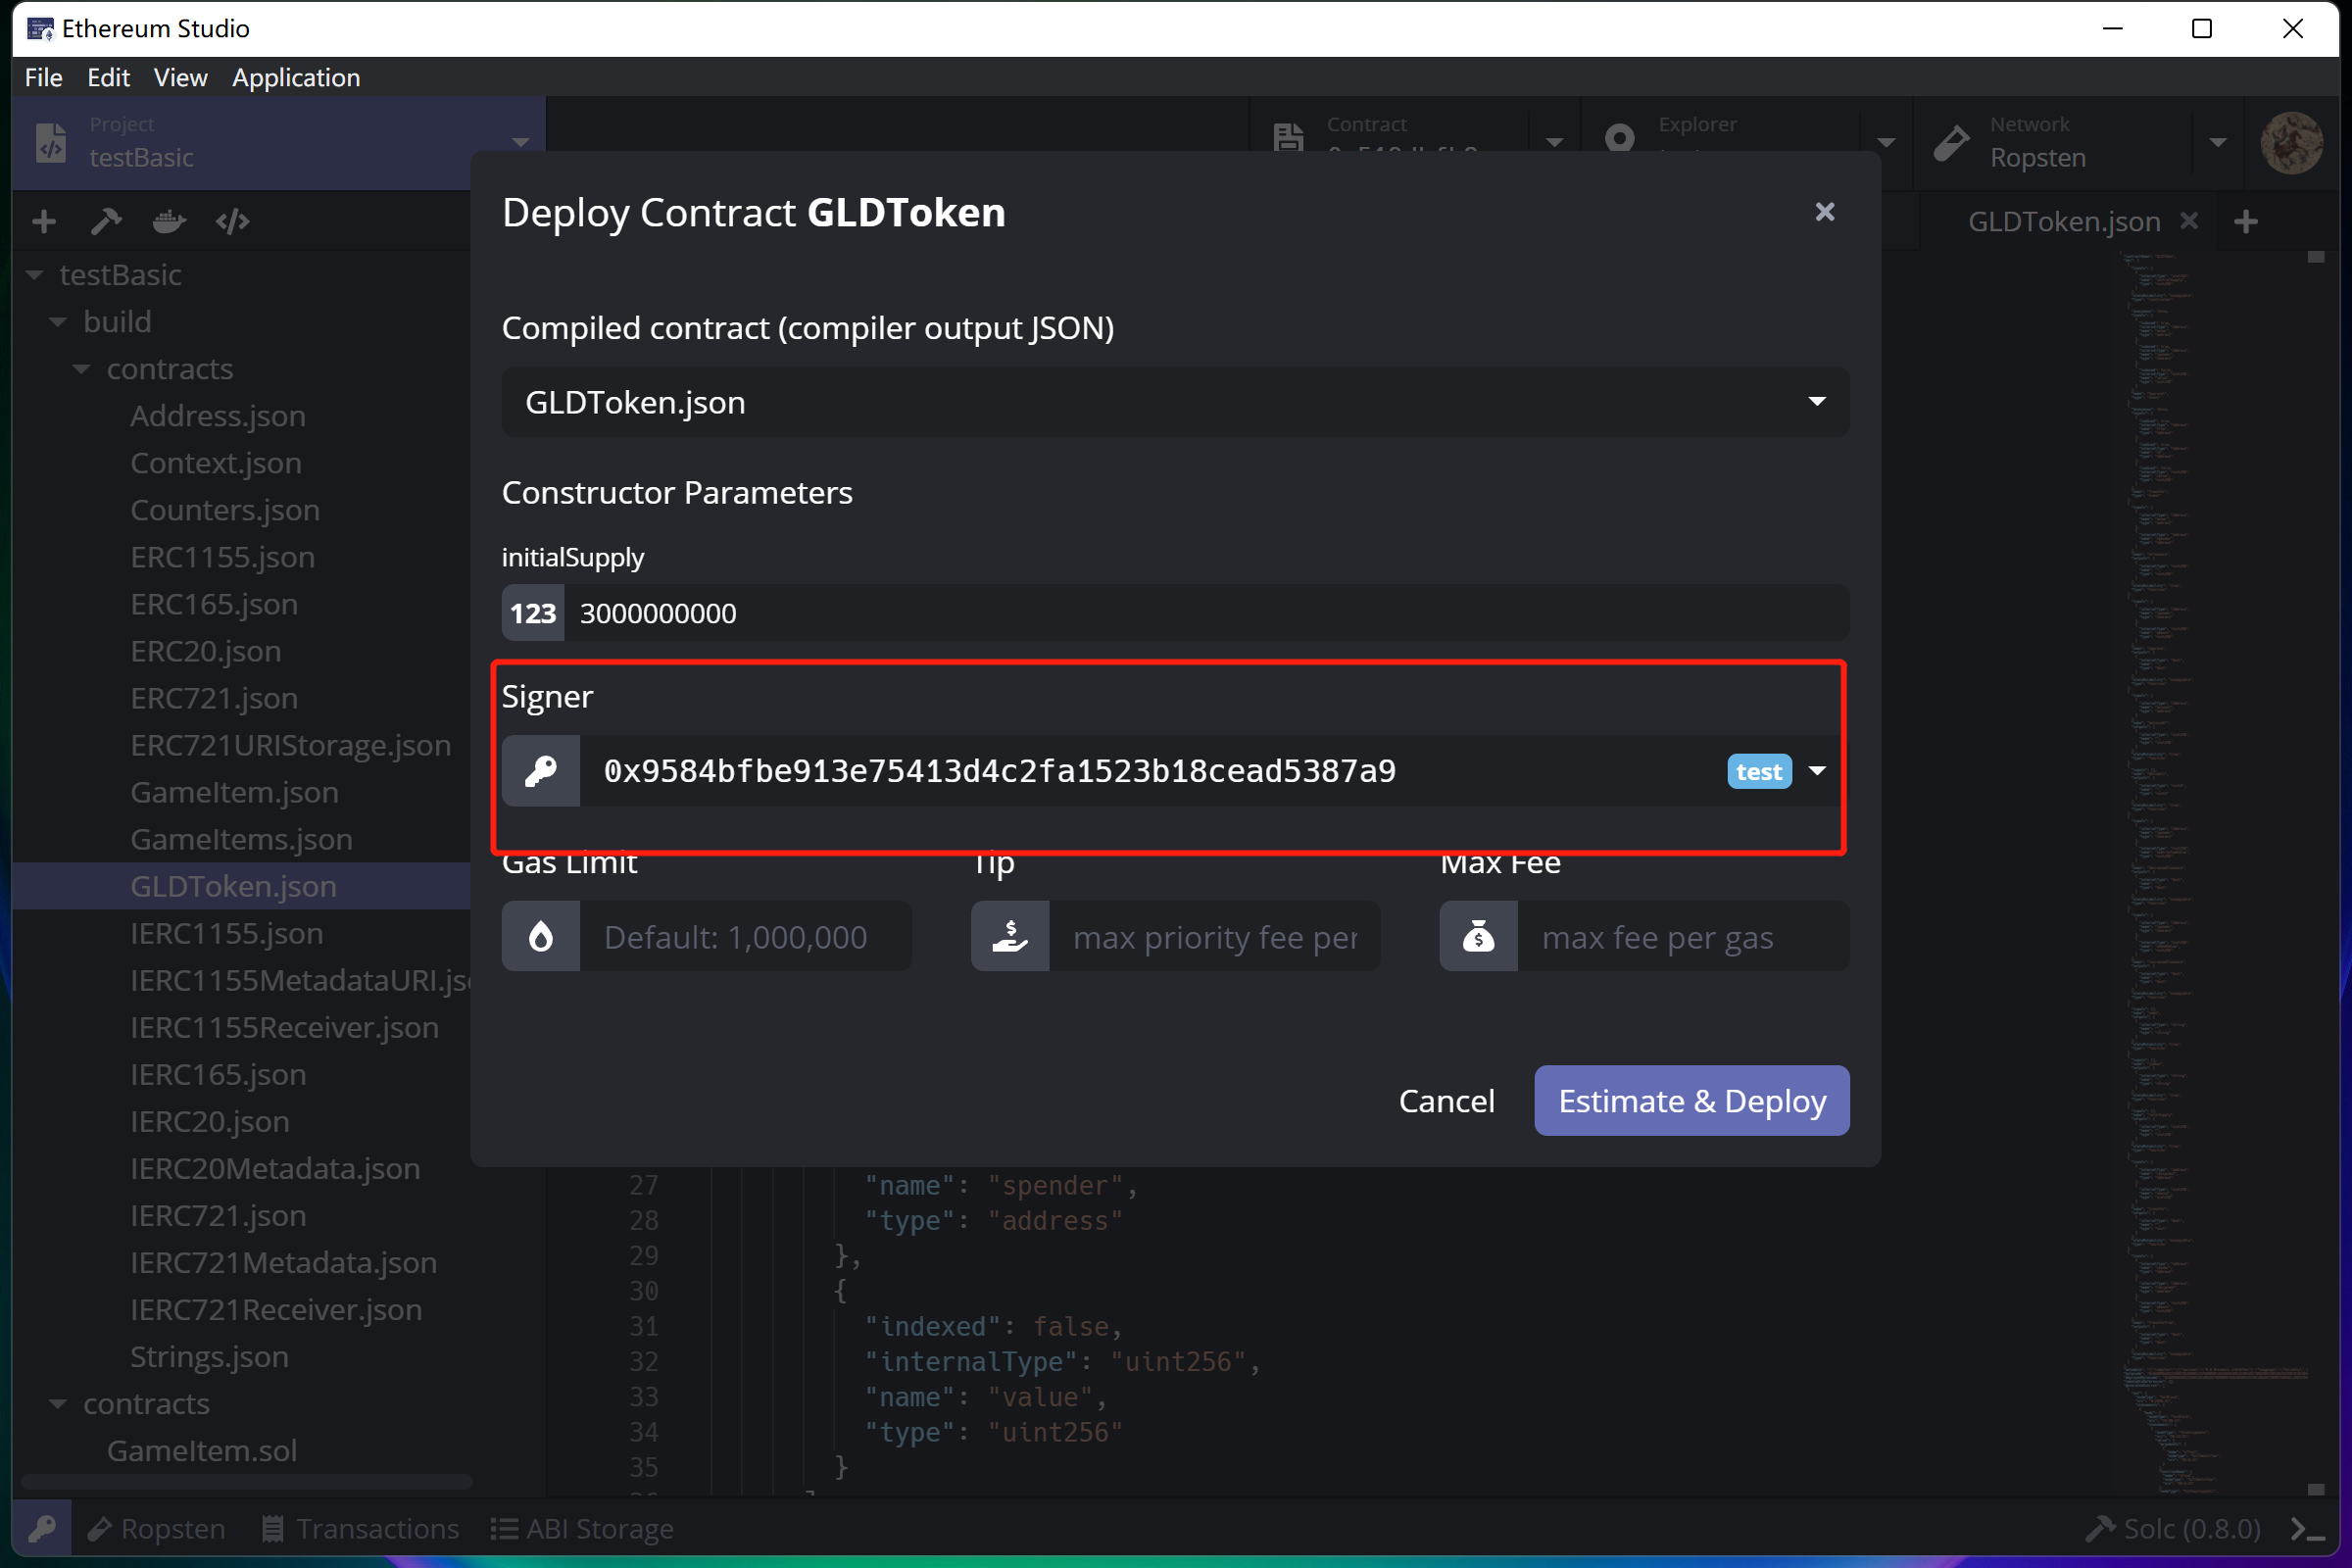 Ethereum Studio
File Edit View Application
Project
testBasic
Contract
Explorer
Network
Ropsten
Deploy Contract GLDToken
GLDToken.json
testBasic
build
contracts
Address.json
Context.json
Counters.json
ERC1155.json
ERC165.json
ERC20.json
ERC721.json
ERC721URIStorage.json
GameItem.json
GameItems.json
GLDToken.json
IERC1155.json
IERC1155MetadataURI.js
IERC1155Receiver.json
IERC165.json
IERC20.json
IERC20Metadata.json
IERC721.json
IERC721Metadata.json
IERC721Receiver.json
Strings.json
contracts
GameItem.sol
Compiled contract (compiler output JSON)
GLDToken.json
Constructor Parameters
initialSupply
123 3000000000
Signer
0x9584bfbe913e75413d4c2fa1523b18cead5387a9 test
Gas Limit Tip Max Fee
Default: 1,000,000 max priority fee per max fee per gas
Cancel Estimate & Deploy
27 "name": "spender",
28 "type": "address"
29 },
30 {
31 "indexed": false,
32 "internalType": "uint256",
33 "name": "value",
34 "type": "uint256"
35 }
Ropsten Transactions ABI Storage Solc (0.8.0)